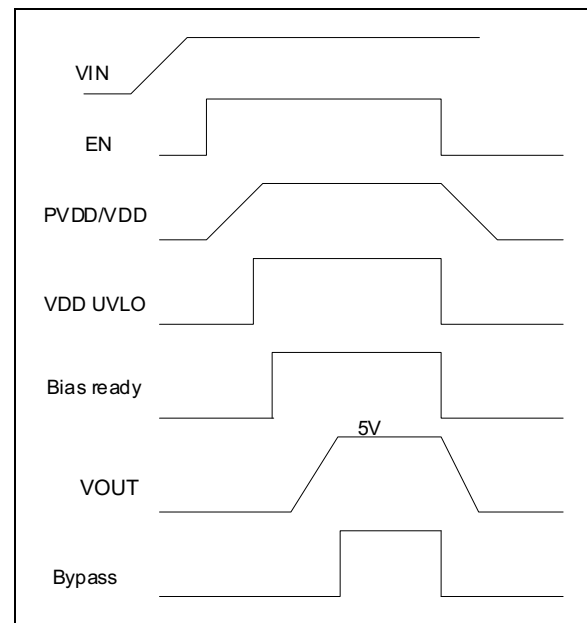 VIN
EN
PVDD/VDD
VDD UVLO
Bias ready
5V
VOUT
Bypass